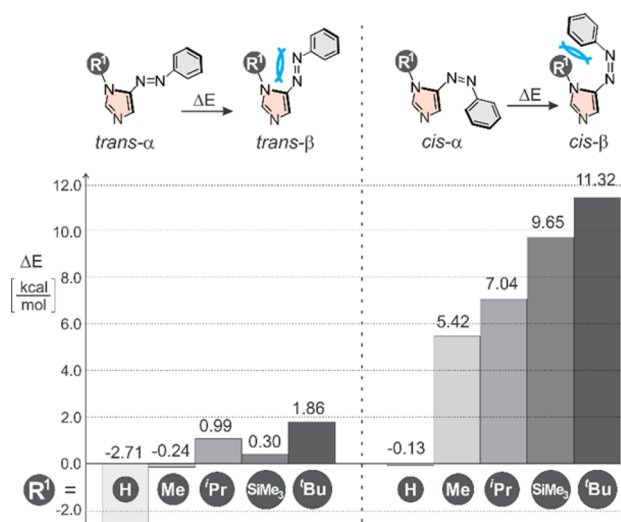 R1 N N=N N
ΔE
R1 N N=N N
trans-α trans-β
R1 N N=N N
ΔE
R1 N N=N N
cis-α cis-β
ΔE
[kcal/mol]
12.0
10.0
8.0
6.0
4.0
2.0
0.0
-2.0
-2.71 -0.24 0.99 0.30 1.86
-0.13 5.42 7.04 9.65 11.32
R1 = H Me iPr SiMe3 tBu H Me iPr SiMe3 tBu